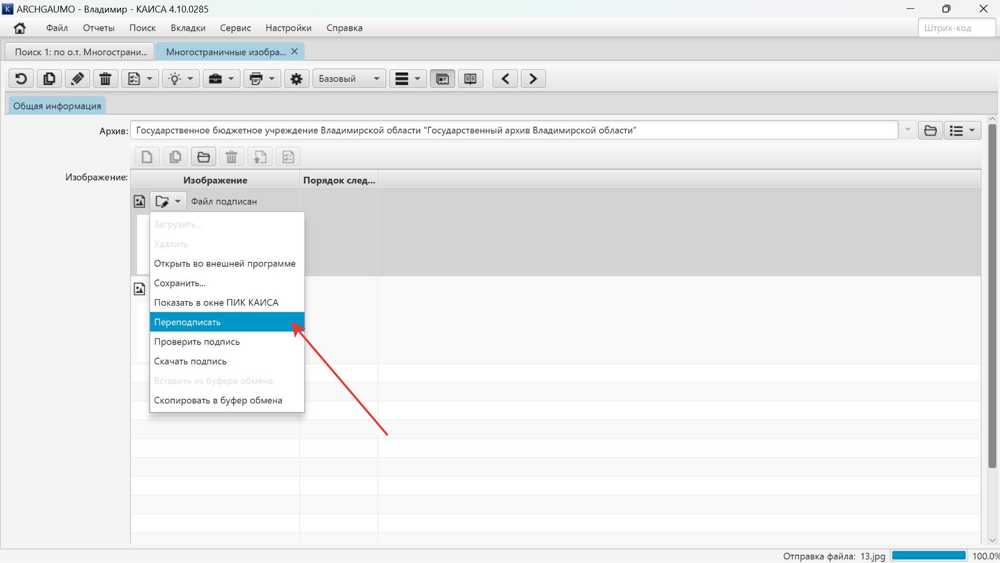 ARCHGAUMO - Владимир - КАИСА 4.10.0285
Файл Отчеты Поиск Вкладки Сервис Настройки Справка Штрих-код
Поиск 1: по о.т. Многострани... Многостраничные изобра...
Базовый
Общая информация
Архив: Государственное бюджетное учреждение Владимирской области "Государственный архив Владимирской области"
Изображение:
Изображение Порядок след...
Файл подписан
Загрузить...
Удалить
Открыть во внешней программе
Сохранить...
Показать в окне ПИК КАИСА
Переподписать
Проверить подпись
Скачать подпись
Вставить из буфера обмена
Скопировать в буфер обмена
Отправка файла: 13.jpg 100.0%